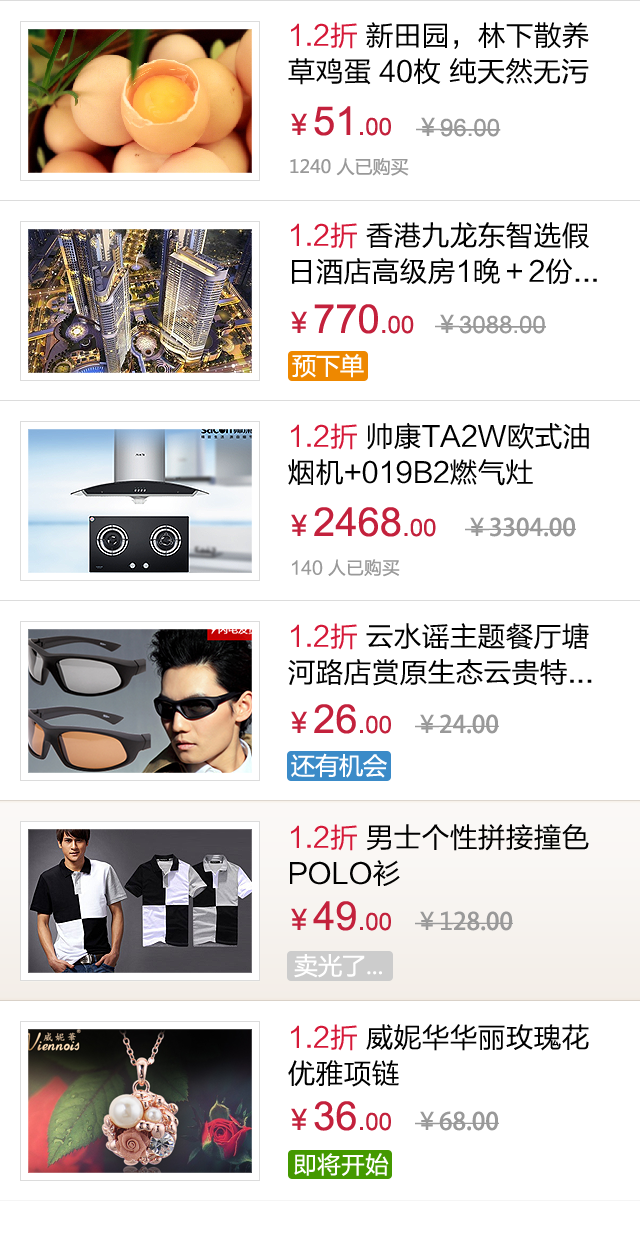 1.2折 新田园，林下散养
草鸡蛋 40枚 纯天然无污
¥51.00 ¥96.00
1240 人已购买
1.2折 香港九龙东智选假
日酒店高级房1晚＋2份...
¥770.00 ¥3088.00
预下单
1.2折 帅康TA2W欧式油
烟机+019B2燃气灶
¥2468.00 ¥3304.00
140 人已购买
1.2折 云水谣主题餐厅塘
河路店赏原生态云贵特...
¥26.00 ¥24.00
还有机会
1.2折 男士个性拼接撞色
POLO衫
¥49.00 ¥128.00
卖光了...
威妮华
Viennois
1.2折 威妮华华丽玫瑰花
优雅项链
¥36.00 ¥68.00
即将开始